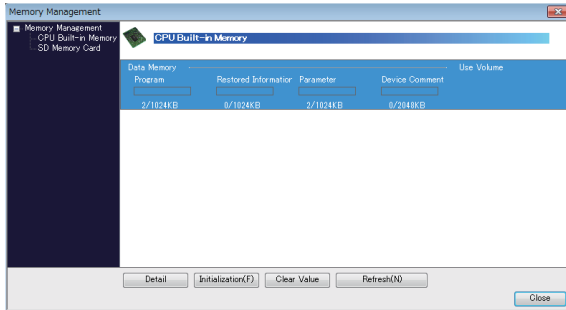 Memory Management
Memory Management
CPU Built-in Memory
SD Memory Card
CPU Built-in Memory
Data Memory
Use Volume
Program Restored Informatior Parameter Device Comment
2/1024KB 0/1024KB 2/1024KB 0/2048KB
Detail Initialization(F) Clear Value Refresh(N)
Close